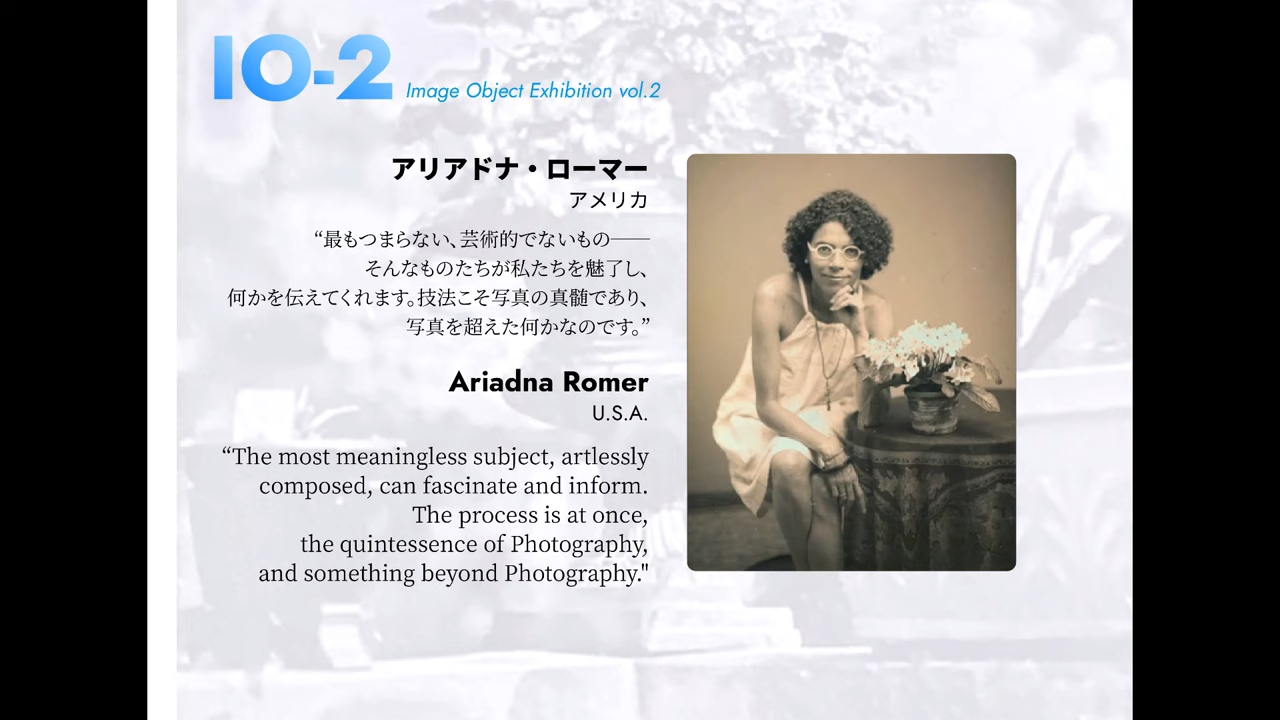 IO-2 Image Object Exhibition vol.2
アリアドナ・ローマー
アメリカ
“最もつまらない、芸術的でないもの――
そんなものたちが私たちを魅了し、
何かを伝えてくれます。技法こそ写真の真髄であり、
写真を超えた何かなのです。”
Ariadna Romer
U.S.A.
“The most meaningless subject, artlessly
composed, can fascinate and inform.
The process is at once,
the quintessence of Photography,
and something beyond Photography."